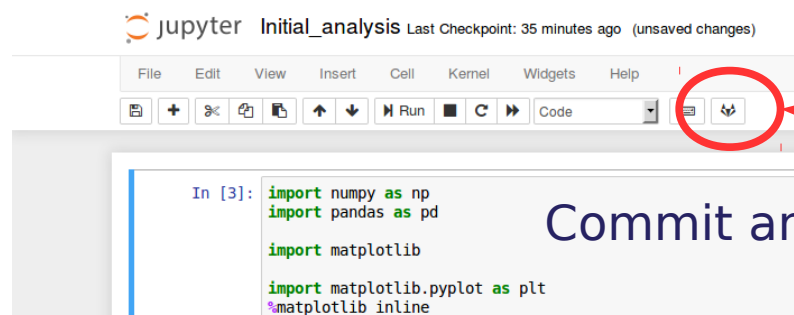 jupyter Initial_analysis Last Checkpoint: 35 minutes ago (unsaved changes)
File Edit View Insert Cell Kernel Widgets Help
Run Code
In [3]: import numpy as np
import pandas as pd
Commit an
import matplotlib
import matplotlib.pyplot as plt
%matplotlib inline